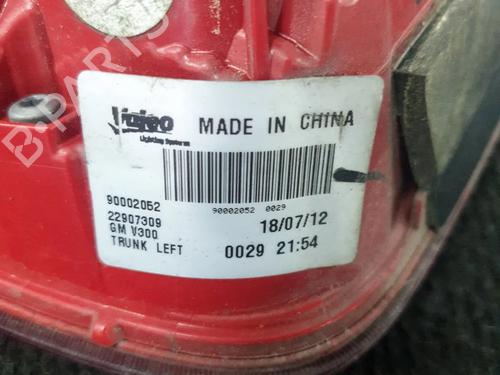 Valeo MADE IN CHINA
Lighting Systems
90002052 0029
90002052
22907309
GM V300
TRUNK LEFT
18/07/12
0029 21:54
B-PARTS